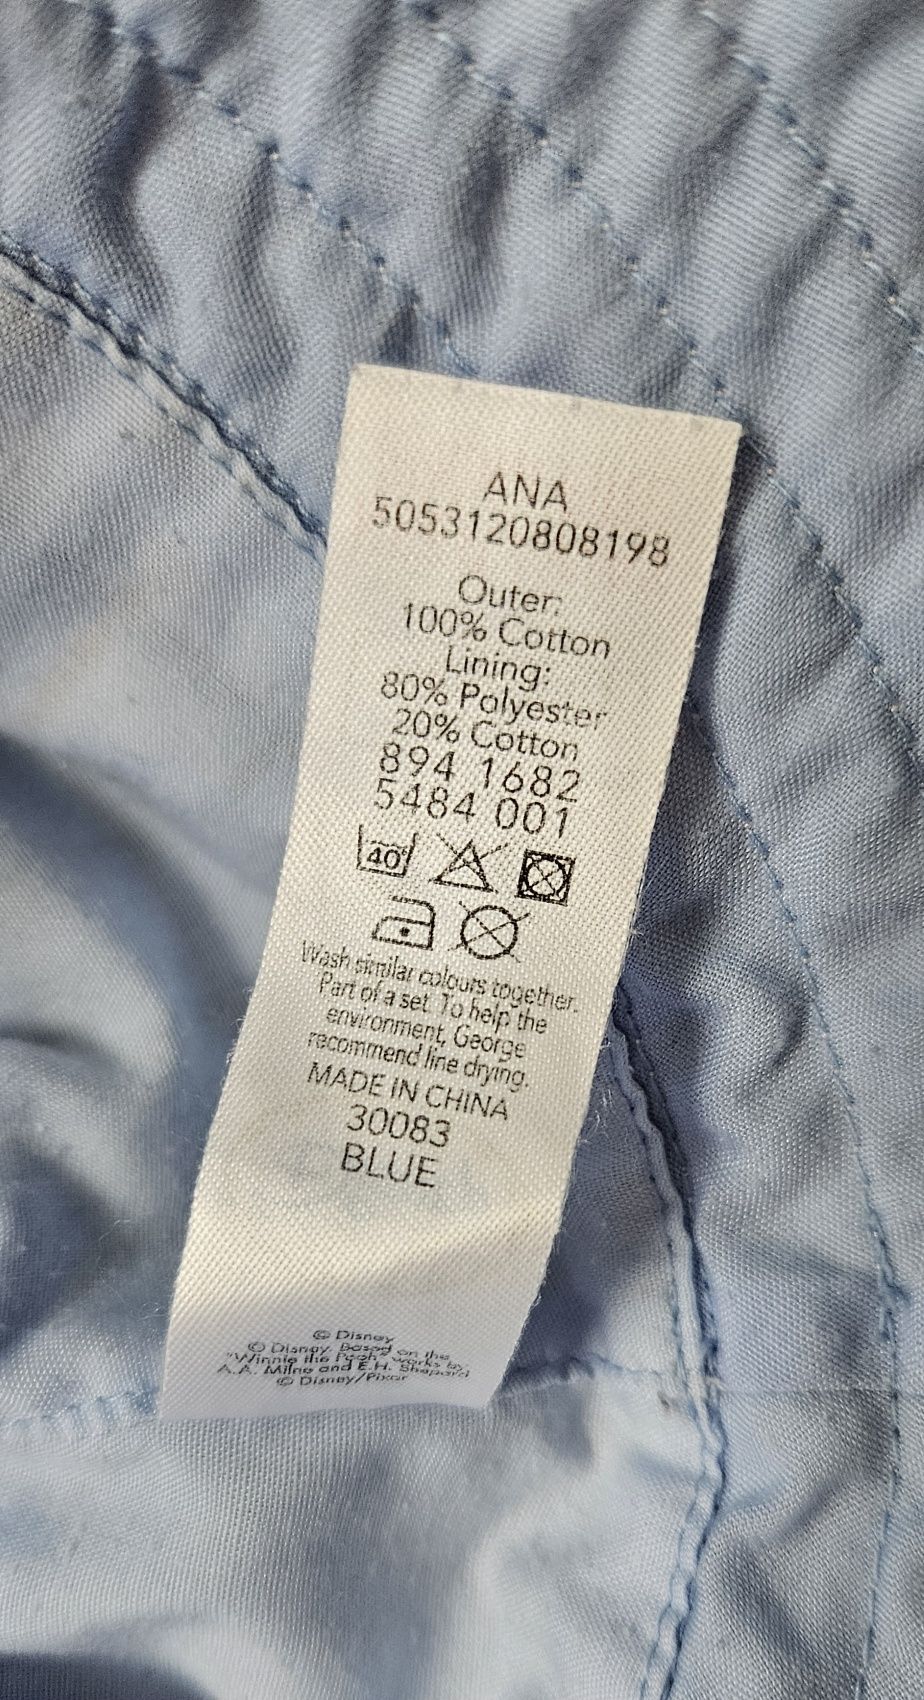 ANA
5053120808198
Outer:
100% Cotton
Lining:
80% Polyester
20% Cotton
894 1682
5484 001
40°
Wash similar colours together.
Part of a set. To help the
environment, George
recommend line drying.
MADE IN CHINA
30083
BLUE
© Disney
© Disney. Based on the
"Winnie the Pooh" works by
A.A. Milne and E.H. Shepard
© Disney/Pixar